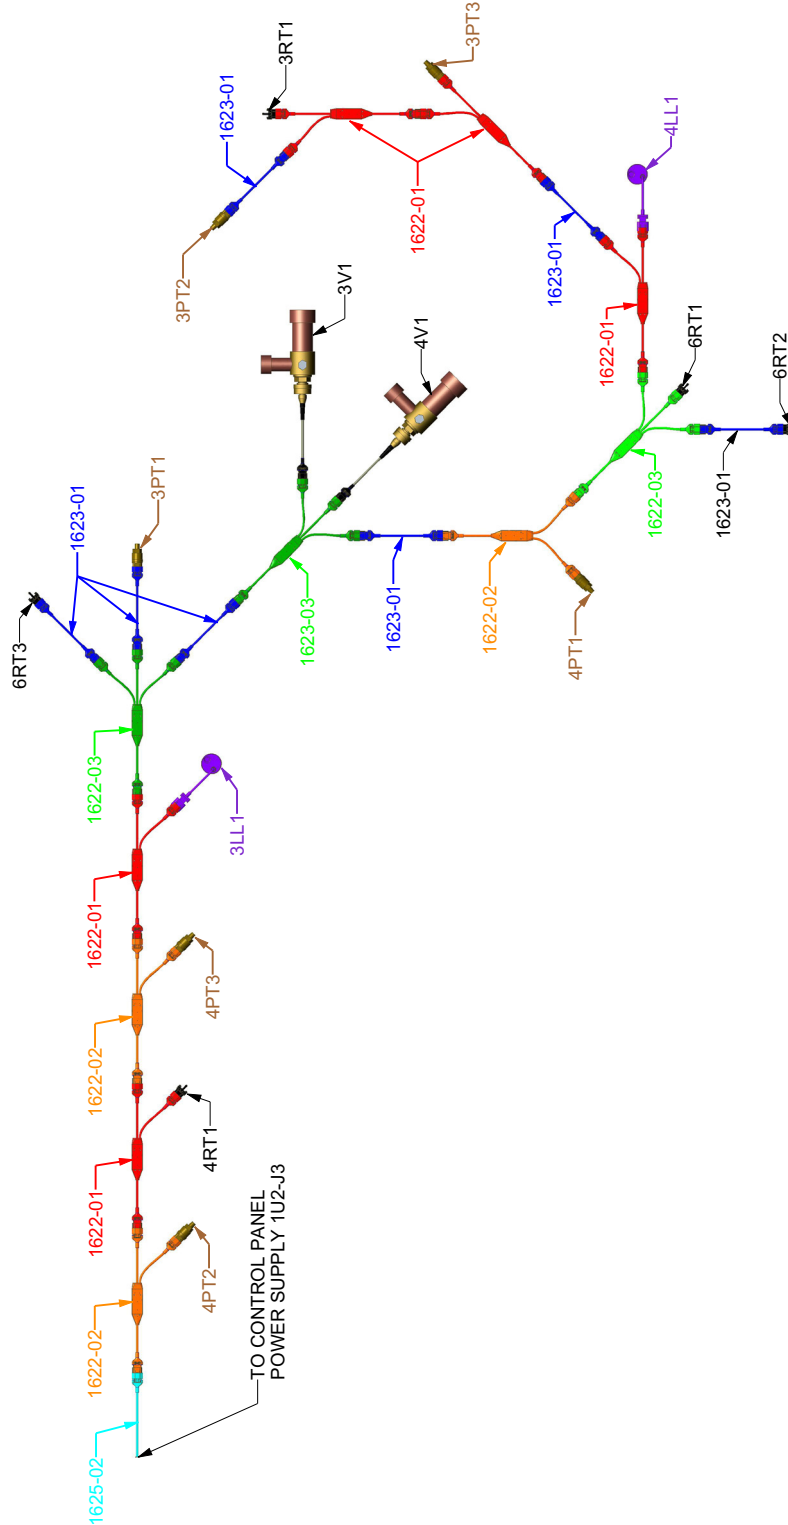 1625-02
TO CONTROL PANEL
POWER SUPPLY 1U2-J3
1622-02
4PT2
1622-01
4RT1
1622-02
4PT3
1622-01
3LL1
1622-03
6RT3
1623-01
3PT1
1623-03
3V1
4V1
1623-01
1622-02
4PT1
1622-03
6RT1
1623-01
6RT2
1622-01
4LL1
1623-01
1622-01
3PT3
3RT1
1623-01
3PT2